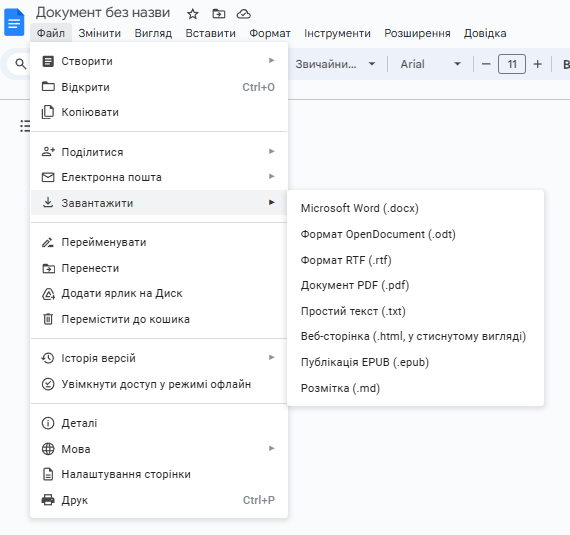 Документ без назви
Файл Змінити Вигляд Вставити Формат Інструменти Розширення Довідка
Звичайни... Arial 11 B
Створити
Відкрити Ctrl+O
Копіювати
Поділитися
Електронна пошта
Завантажити
Перейменувати
Перенести
Додати ярлик на Диск
Перемістити до кошика
Історія версій
Увімкнути доступ у режимі офлайн
Деталі
Мова
Налаштування сторінки
Друк Ctrl+P
Microsoft Word (.docx)
Формат OpenDocument (.odt)
Формат RTF (.rtf)
Документ PDF (.pdf)
Простий текст (.txt)
Веб-сторінка (.html, у стиснутому вигляді)
Публікація EPUB (.epub)
Розмітка (.md)